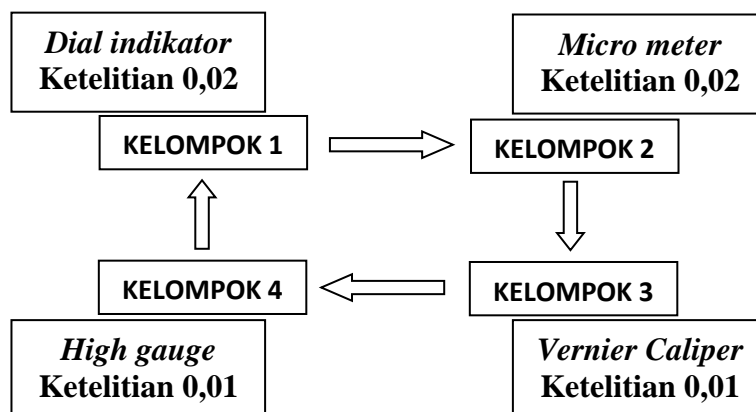 Dial indikator
Ketelitian 0,02
Micro meter
Ketelitian 0,02
KELOMPOK 1
KELOMPOK 2
KELOMPOK 4
KELOMPOK 3
High gauge
Ketelitian 0,01
Vernier Caliper
Ketelitian 0,01